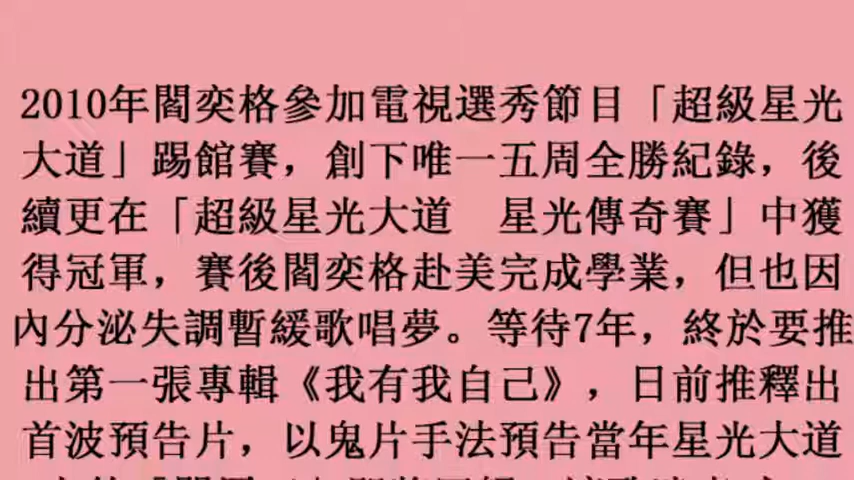 2010年閻奕格參加電視選秀節目「超級星光
大道」踢館賽，創下唯一五周全勝紀錄，後
續更在「超級星光大道　星光傳奇賽」中獲
得冠軍，賽後閻奕格赴美完成學業，但也因
內分泌失調暫緩歌唱夢。等待7年，終於要推
出第一張專輯《我有我自己》，日前推釋出
首波預告片，以鬼片手法預告當年星光大道